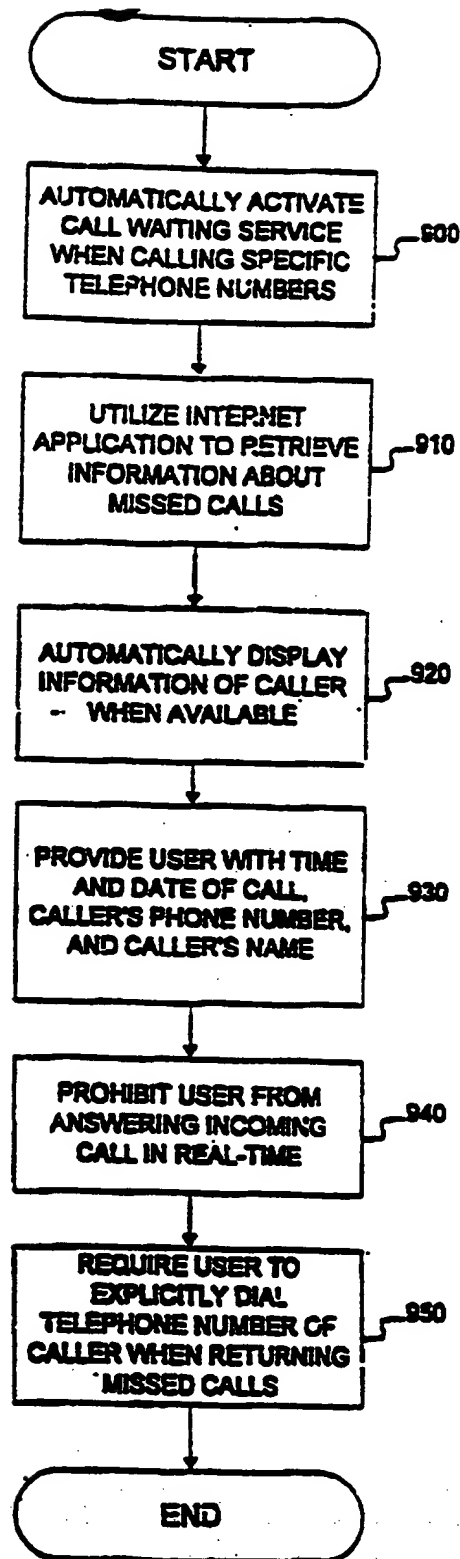 START
AUTOMATICALLY ACTIVATE
CALL WAITING SERVICE
WHEN CALLING SPECIFIC
TELEPHONE NUMBERS
900
UTILIZE INTERNET
APPLICATION TO RETRIEVE
INFORMATION ABOUT
MISSED CALLS
910
AUTOMATICALLY DISPLAY
INFORMATION OF CALLER
WHEN AVAILABLE
920
PROVIDE USER WITH TIME
AND DATE OF CALL,
CALLER'S PHONE NUMBER,
AND CALLER'S NAME
930
PROHIBIT USER FROM
ANSWERING INCOMING
CALL IN REAL-TIME
940
REQUIRE USER TO
EXPLICITLY DIAL
TELEPHONE NUMBER OF
CALLER WHEN RETURNING
MISSED CALLS
950
END